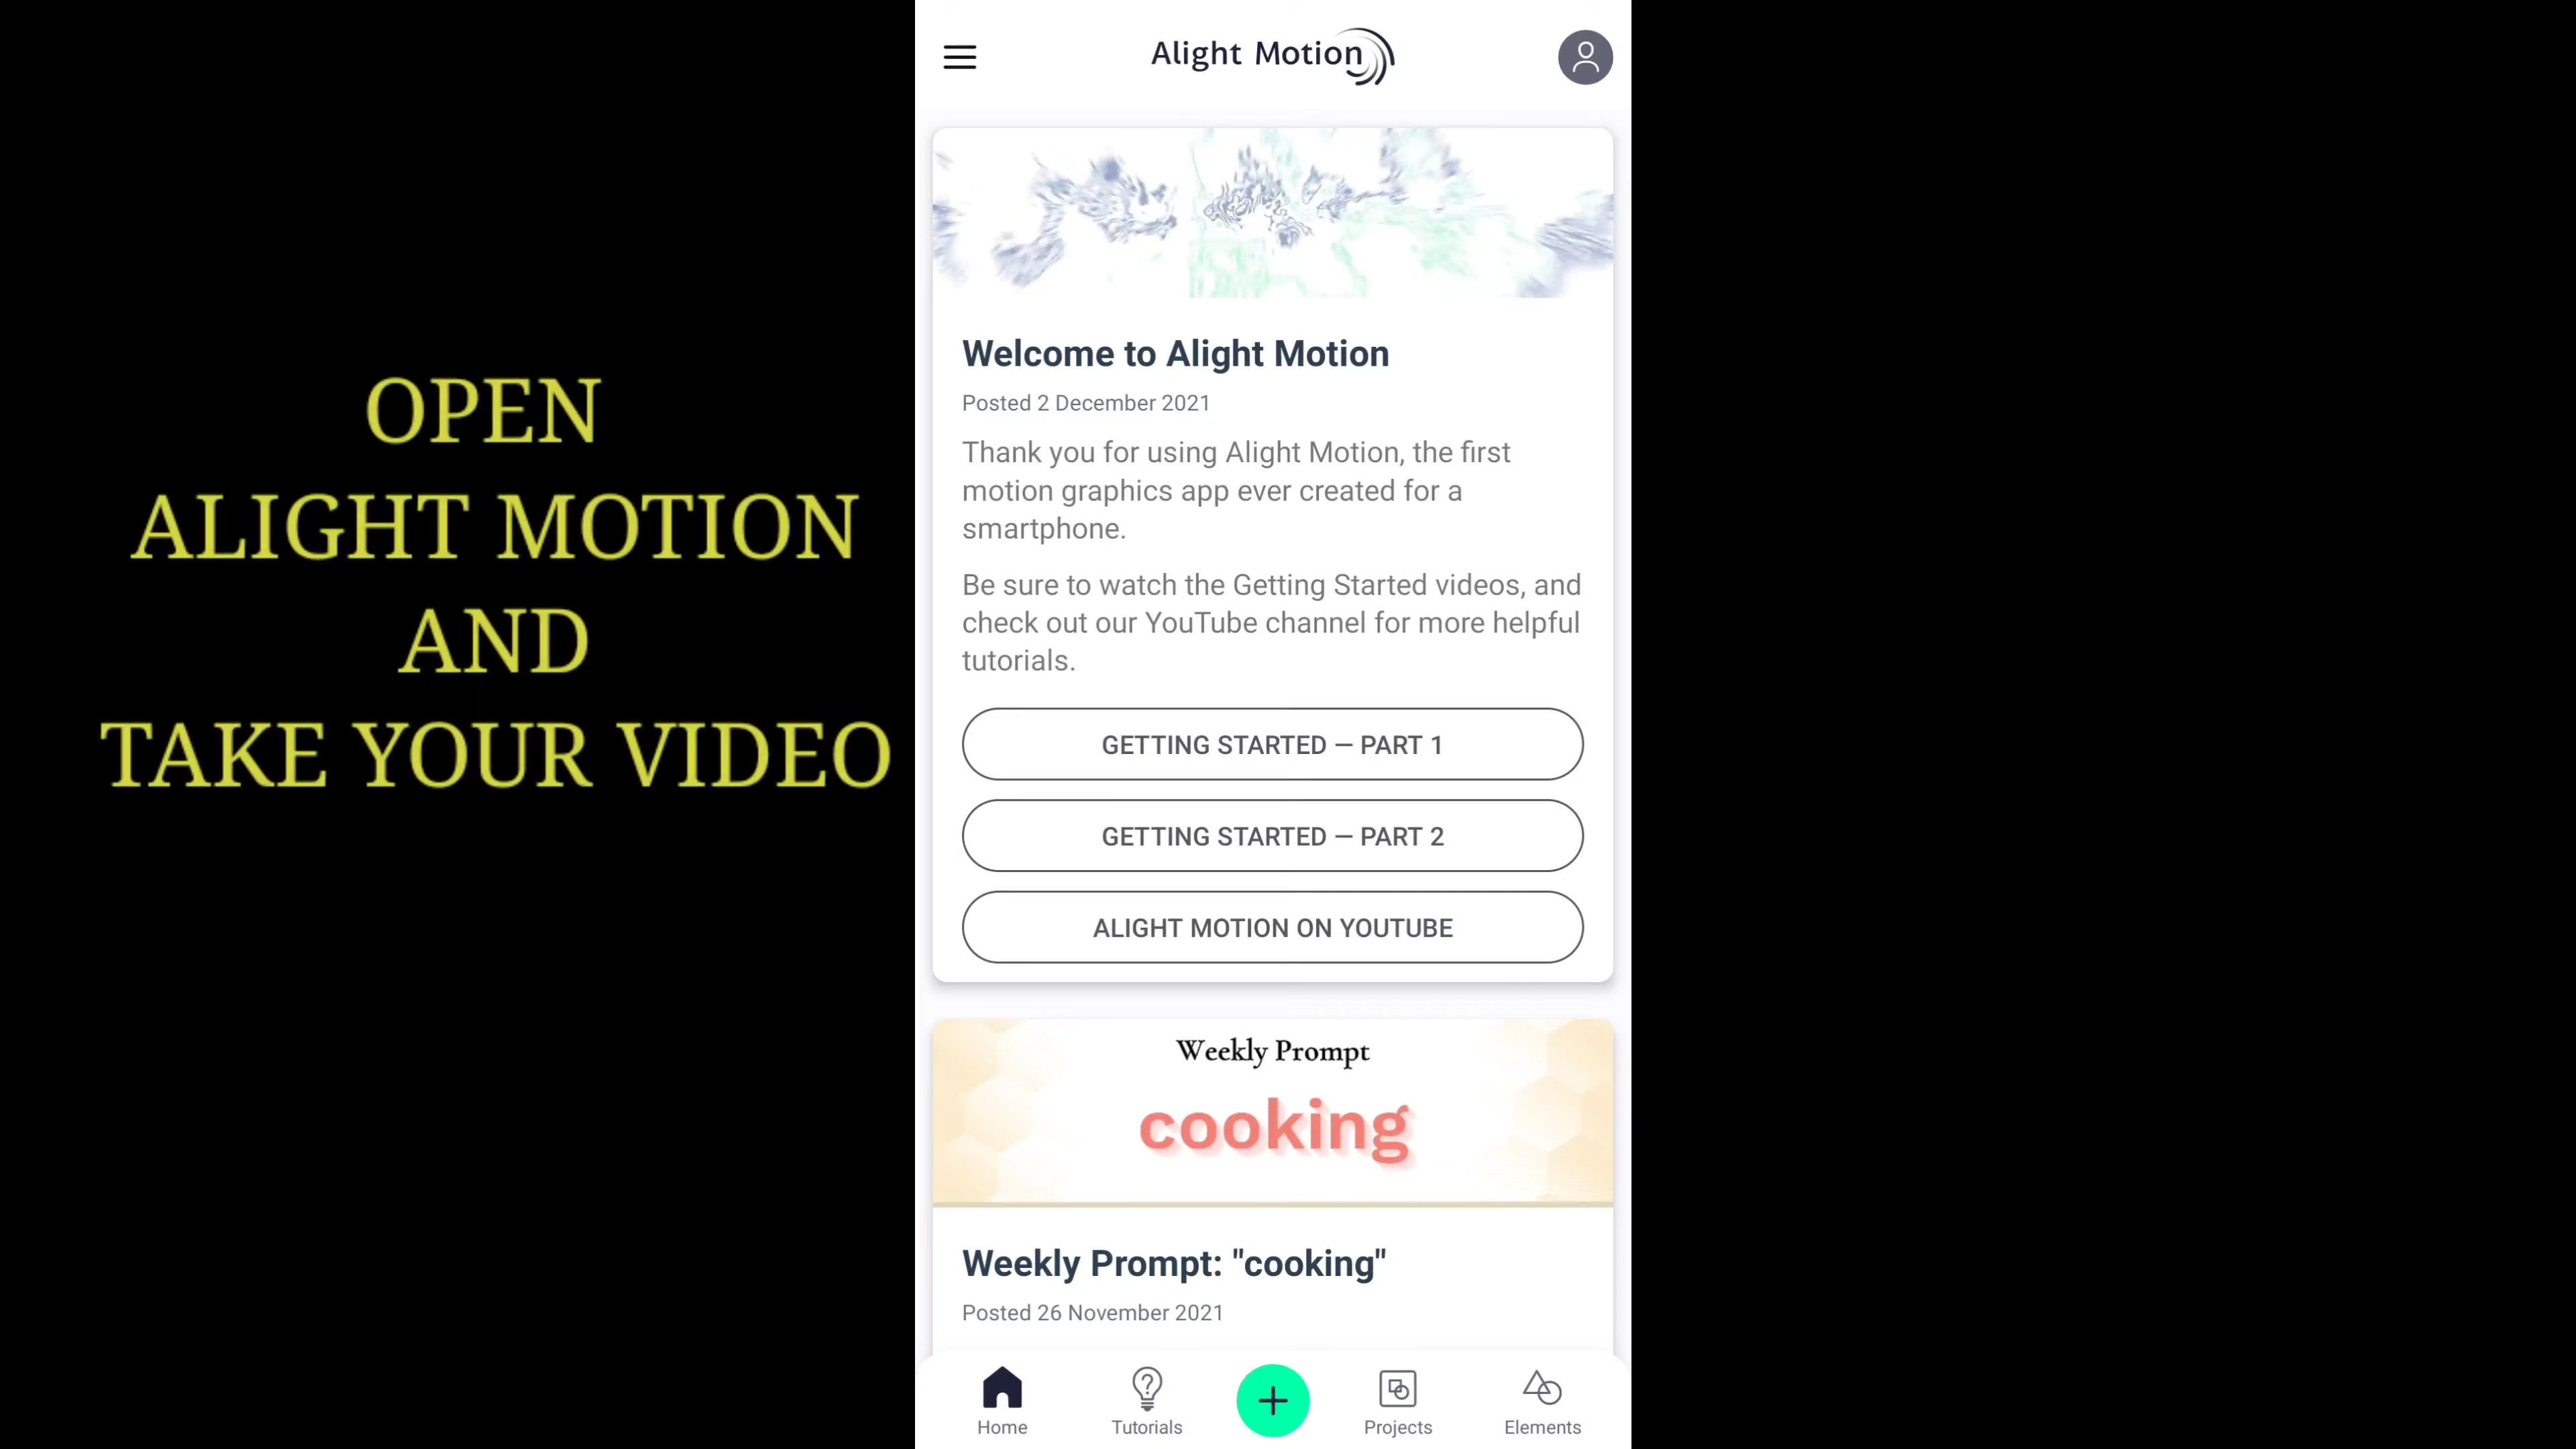 OPEN
ALIGHT MOTION
AND
TAKE YOUR VIDEO
Alight Motion
Welcome to Alight Motion
Posted 2 December 2021
Thank you for using Alight Motion, the first
motion graphics app ever created for a
smartphone.
Be sure to watch the Getting Started videos, and
check out our YouTube channel for more helpful
tutorials.
GETTING STARTED — PART 1
GETTING STARTED — PART 2
ALIGHT MOTION ON YOUTUBE
Weekly Prompt
cooking
Weekly Prompt: "cooking"
Posted 26 November 2021
Home
Tutorials
Projects
Elements